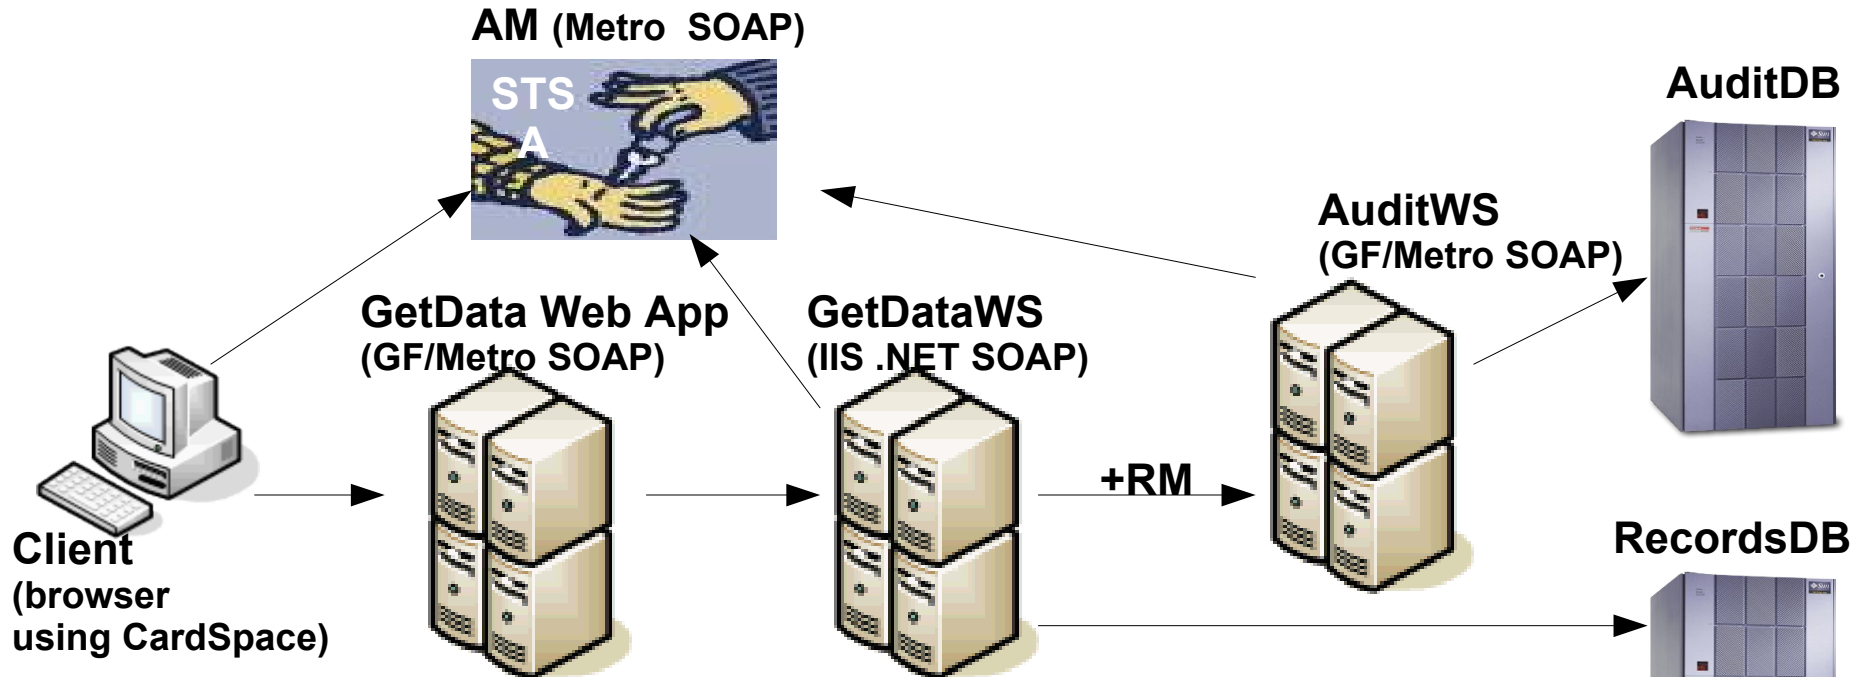 AM (Metro SOAP)
STS
A
AuditDB
AuditWS
(GF/Metro SOAP)
GetData Web App
(GF/Metro SOAP)
GetDataWS
(IIS .NET SOAP)
+RM
Client
(browser
using CardSpace)
RecordsDB